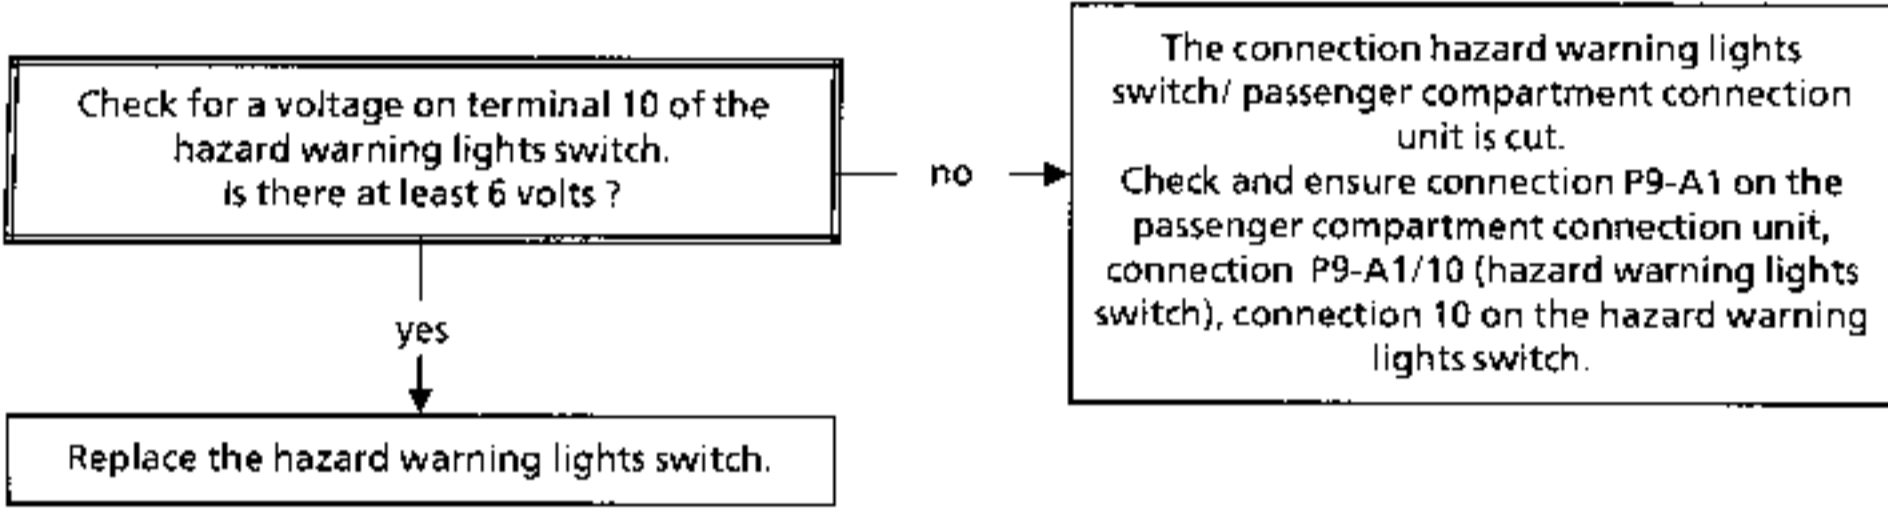 Check for a voltage on terminal 10 of the
hazard warning lights switch.
Is there at least 6 volts ?
no
The connection hazard warning lights
switch/ passenger compartment connection
unit is cut.
Check and ensure connection P9-A1 on the
passenger compartment connection unit,
connection P9-A1/10 (hazard warning lights
switch), connection 10 on the hazard warning
lights switch.
yes
Replace the hazard warning lights switch.